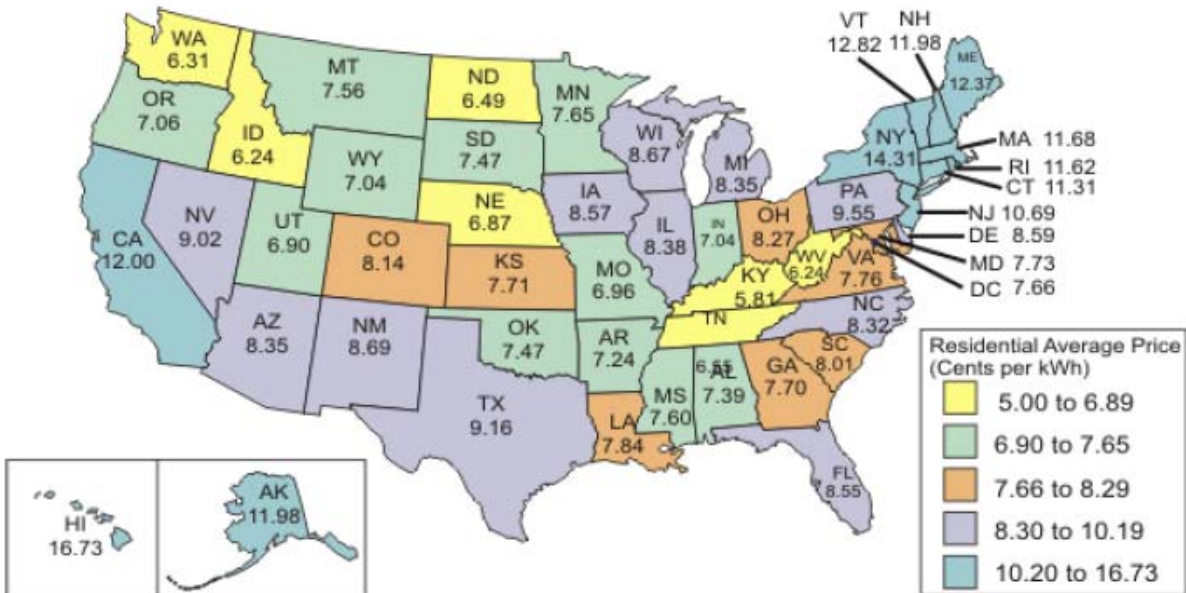 VT NH
12.82 11.98
WA
6.31
MT
7.56
ND
6.49
MN
7.65
ME
12.37
OR
7.06
ID
6.24
WY
7.04
SD
7.47
WI
8.67
MI
8.35
NY
14.31
MA 11.68
RI 11.62
CT 11.31
NJ 10.69
DE 8.59
MD 7.73
DC 7.66
CA
12.00
NV
9.02
UT
6.90
CO
8.14
NE
6.87
KS
7.71
IA
8.57
MO
6.96
IL
8.38
IN
7.04
OH
8.27
PA
9.55
WV
6.24
VA
7.76
KY
5.81
TN
6.55
NC
8.32
SC
8.01
AZ
8.35
NM
8.69
OK
7.47
AR
7.24
TX
9.16
LA
7.84
MS
7.60
AL
7.39
GA
7.70
FL
8.55
HI
16.73
AK
11.98
Residential Average Price
(Cents per kWh)
5.00 to 6.89
6.90 to 7.65
7.66 to 8.29
8.30 to 10.19
10.20 to 16.73